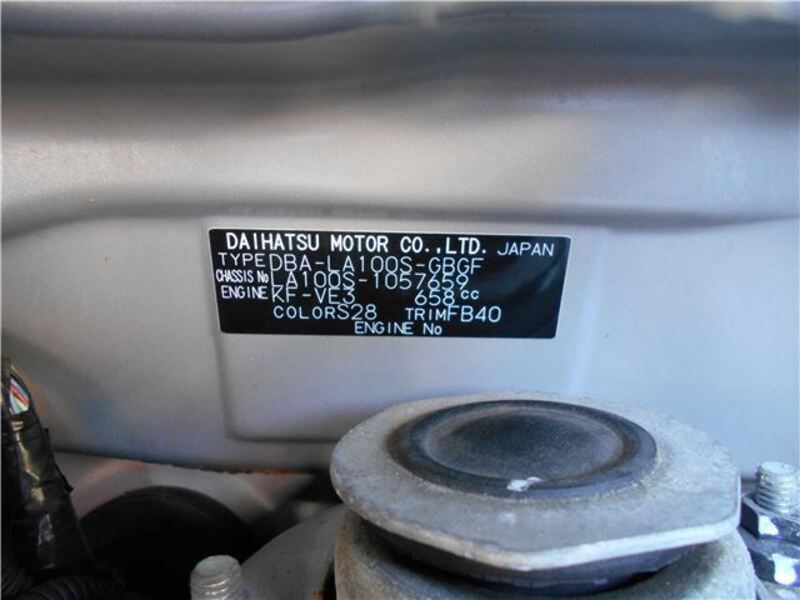 DAIHATSU MOTOR CO.,LTD. JAPAN
TYPE DBA-LA100S-GBGF
CHASSIS No LA100S-1057659
ENGINE KF-VE3 658cc
COLOR S28 TRIM FB40
ENGINE No